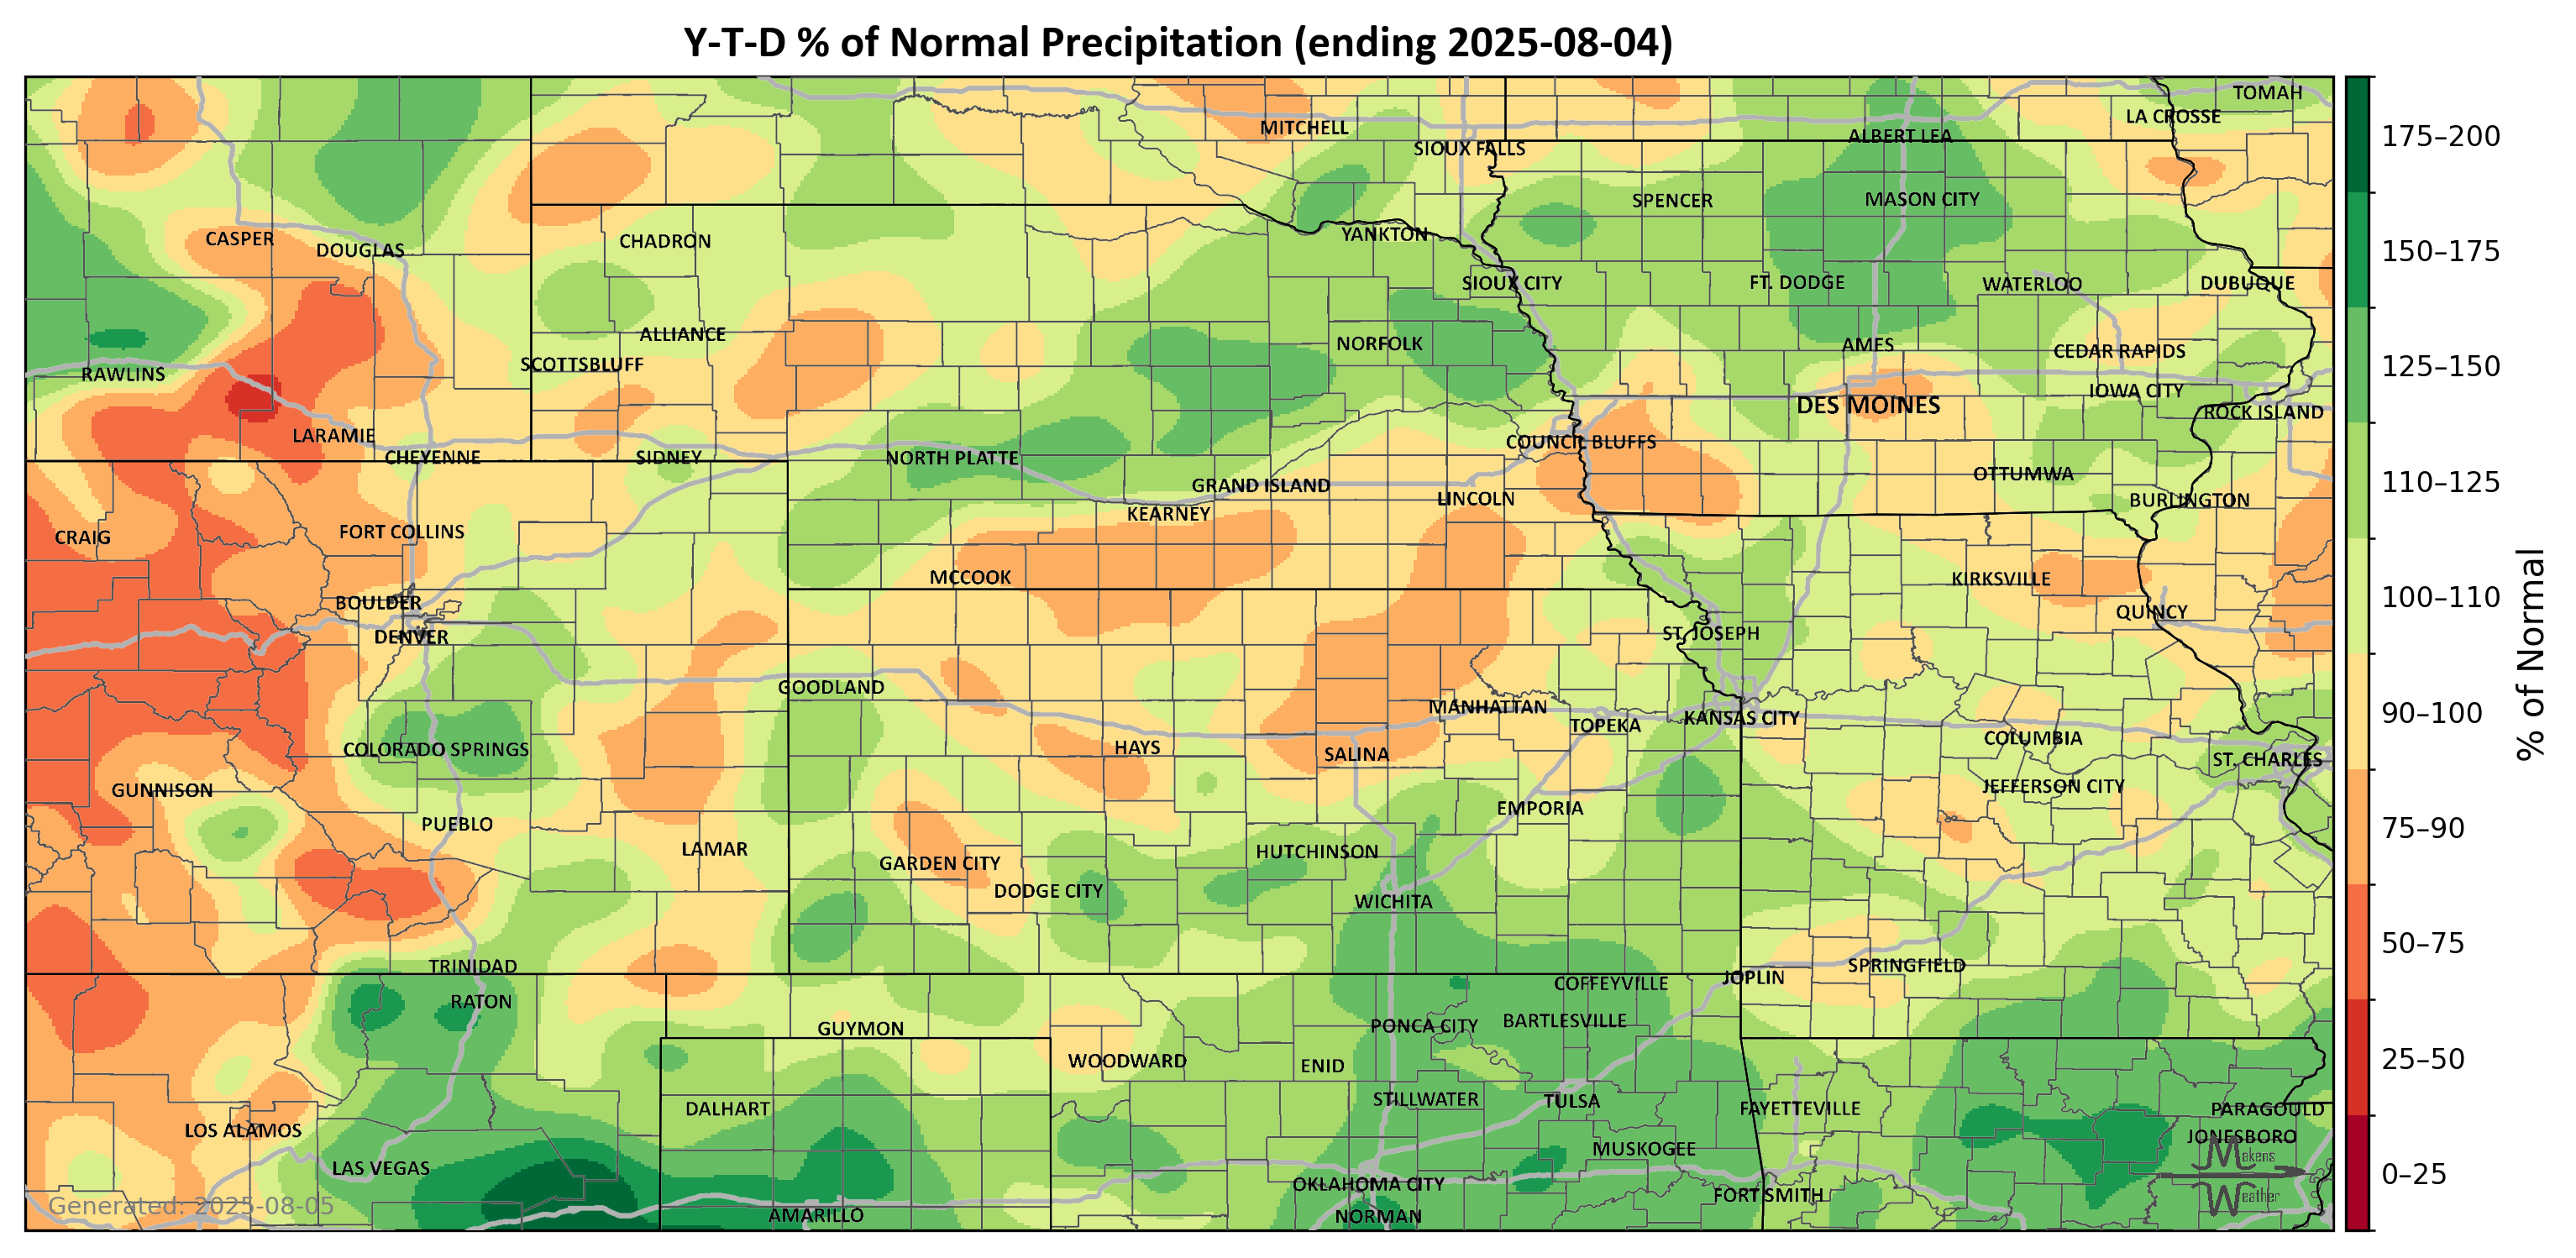 Y-T-D % of Normal Precipitation (ending 2025-08-04)
TOMAH
LA CROSSE
MITCHELL
ALBERT LEA
SIOUX FALLS
SPENCER
MASON CITY
CASPER
DOUGLAS
CHADRON
YANKTON
SIOUX CITY
FT. DODGE
WATERLOO
DUBUQUE
ALLIANCE
NORFOLK
AMES
CEDAR RAPIDS
SCOTTSBLUFF
RAWLINS
IOWA CITY
DES MOINES
ROCK ISLAND
LARAMIE
COUNCIL BLUFFS
CHEYENNE
SIDNEY
NORTH PLATTE
OTTUMWA
GRAND ISLAND
LINCOLN
BURLINGTON
KEARNEY
CRAIG
FORT COLLINS
MCCOOK
KIRKSVILLE
BOULDER
QUINCY
DENVER
ST. JOSEPH
GOODLAND
MANHATTAN
TOPEKA
KANSAS CITY
COLUMBIA
COLORADO SPRINGS
HAYS
SALINA
ST. CHARLES
GUNNISON
JEFFERSON CITY
EMPORIA
PUEBLO
LAMAR
HUTCHINSON
GARDEN CITY
DODGE CITY
WICHITA
TRINIDAD
SPRINGFIELD
JOPLIN
COFFEYVILLE
RATON
GUYMON
PONCA CITY
BARTLESVILLE
WOODWARD
ENID
DALHART
STILLWATER
TULSA
FAYETTEVILLE
PARAGOULD
LOS ALAMOS
JONESBORO
MUSKOGEE
LAS VEGAS
OKLAHOMA CITY
FORT SMITH
AMARILLO
NORMAN
Makens
Weather
Generated: 2025-08-05
175–200
150–175
125–150
110–125
100–110
90–100
75–90
50–75
25–50
0–25
% of Normal